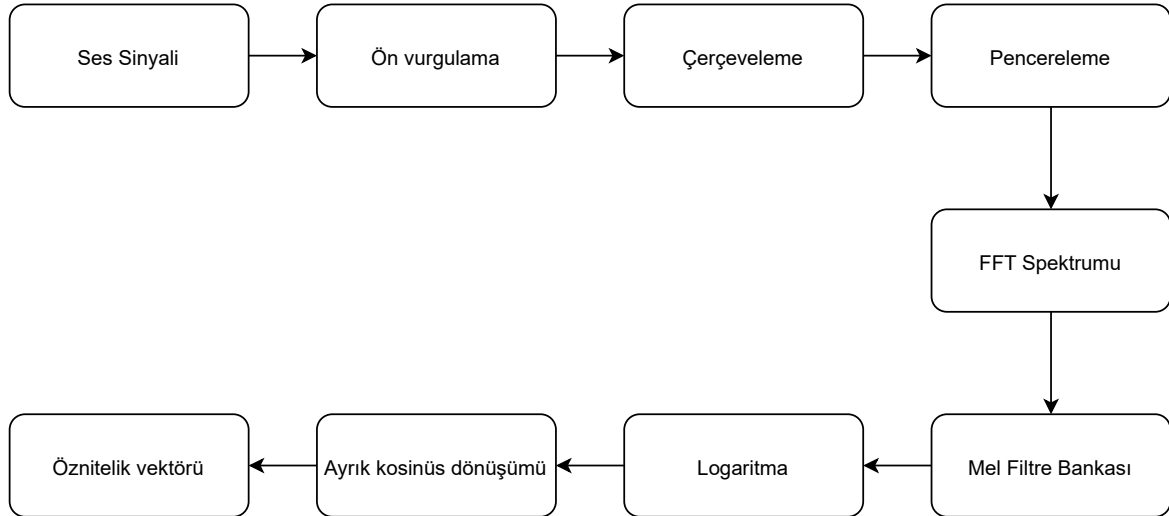 Ses Sinyali
Ön vurgulama
Çerçeveleme
Pencereleme
FFT Spektrumu
Mel Filtre Bankası
Logaritma
Ayrık kosinüs dönüşümü
Öznitelik vektörü